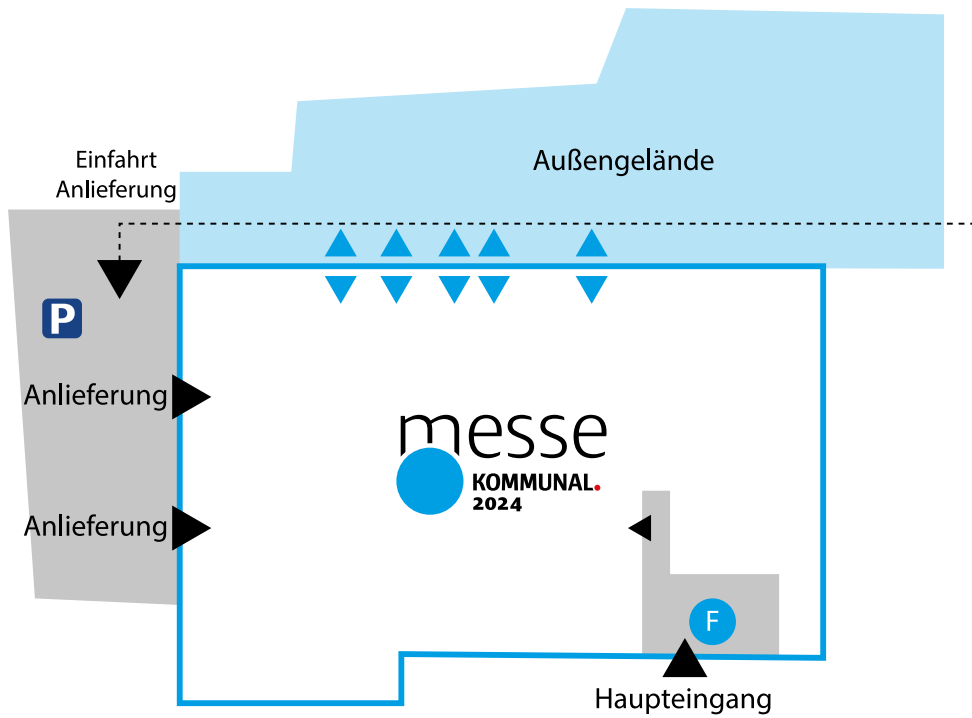 Einfahrt
Anlieferung
Außengelände
P
Anlieferung
messe
KOMMUNAL.
2024
Anlieferung
F
Haupteingang